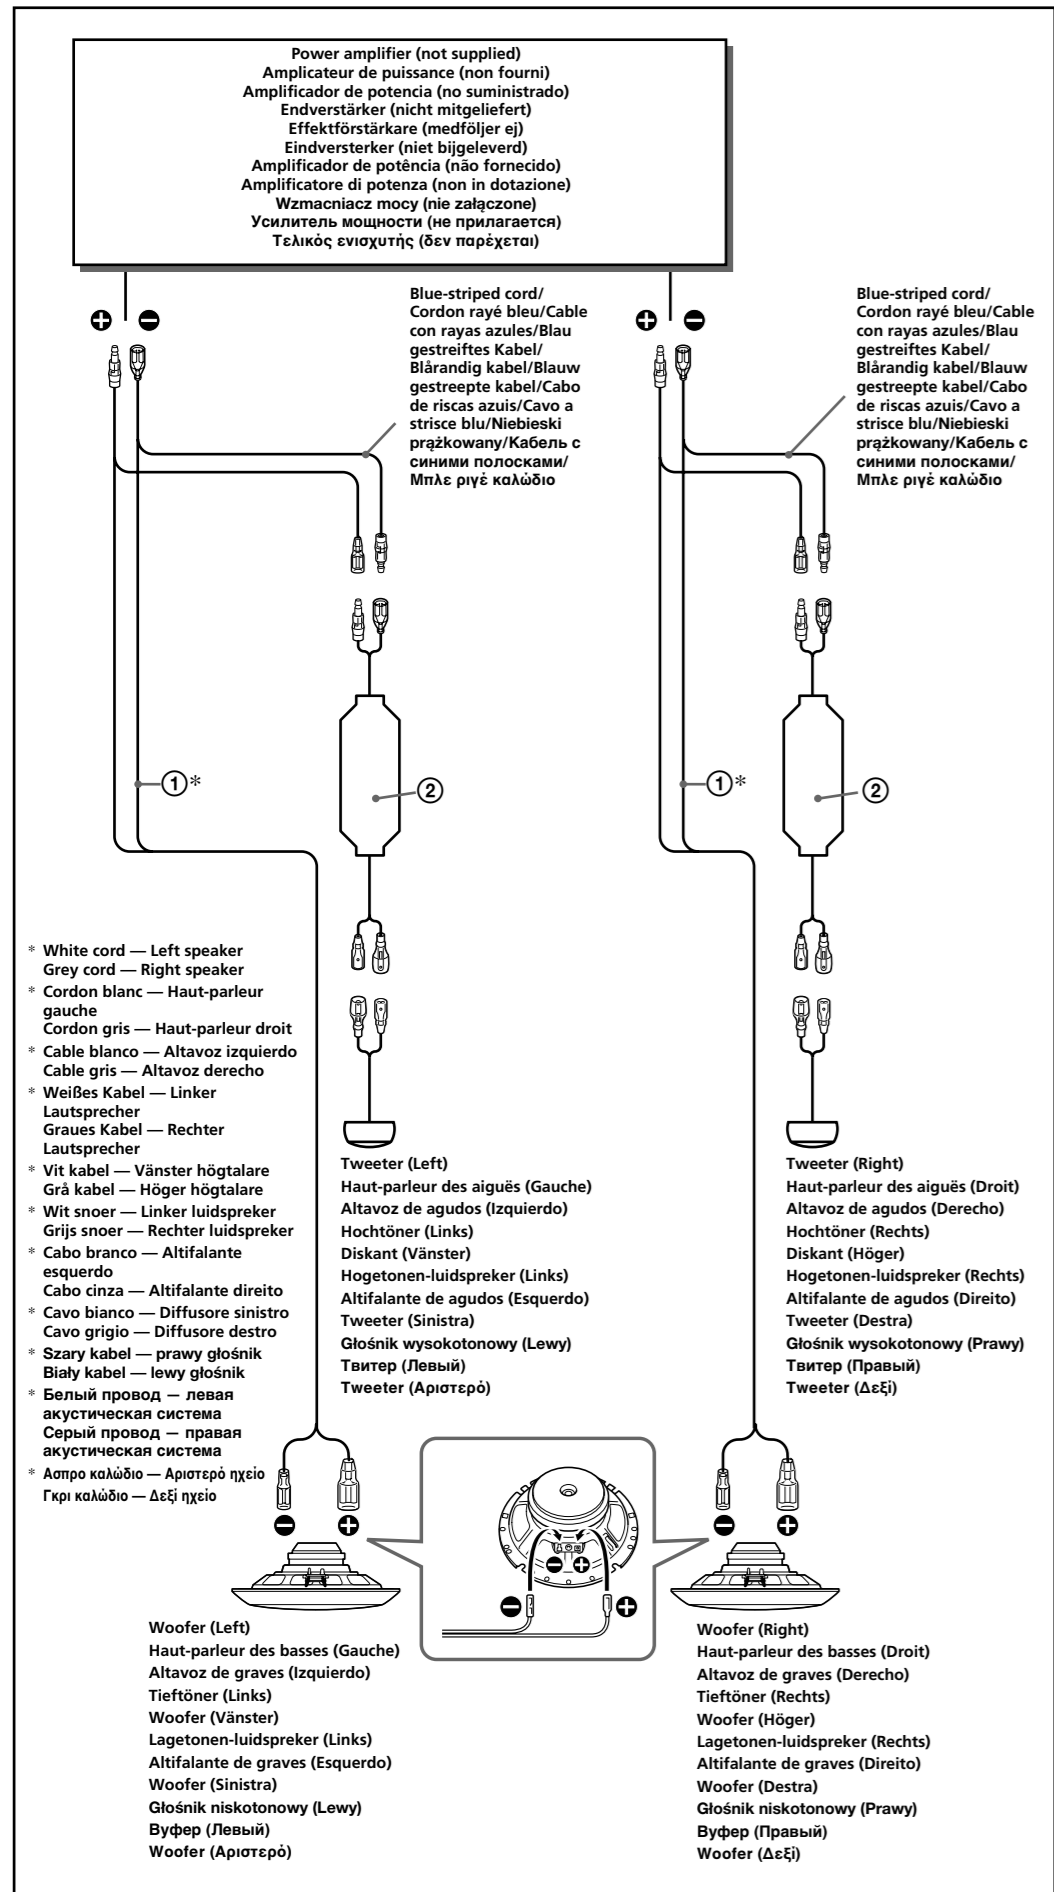 Power amplifier (not supplied)
Amplicateur de puissance (non fourni)
Amplificador de potencia (no suministrado)
Endverstärker (nicht mitgeliefert)
Effektförstärkare (medföljer ej)
Eindversterker (niet bijgeleverd)
Amplificador de potência (não fornecido)
Amplificatore di potenza (non in dotazione)
Wzmacniacz mocy (nie załączone)
Усилитель мощности (не прилагается)
Τελικός ενισχυτής (δεν παρέχεται)
+ −
Blue-striped cord/
Cordon rayé bleu/Cable
con rayas azules/Blau
gestreiftes Kabel/
Blårandig kabel/Blauw
gestreepte kabel/Cabo
de riscas azuis/Cavo a
strisce blu/Niebieski
prążkowany/Кабель с
синими полосками/
Μπλε ριγέ καλώδιο
+ −
Blue-striped cord/
Cordon rayé bleu/Cable
con rayas azules/Blau
gestreiftes Kabel/
Blårandig kabel/Blauw
gestreepte kabel/Cabo
de riscas azuis/Cavo a
strisce blu/Niebieski
prążkowany/Кабель с
синими полосками/
Μπλε ριγέ καλώδιο
①*
②
①*
②
* White cord — Left speaker
Grey cord — Right speaker
* Cordon blanc — Haut-parleur
gauche
Cordon gris — Haut-parleur droit
* Cable blanco — Altavoz izquierdo
Cable gris — Altavoz derecho
* Weißes Kabel — Linker
Lautsprecher
Graues Kabel — Rechter
Lautsprecher
* Vit kabel — Vänster högtalare
Grå kabel — Höger högtalare
* Wit snoer — Linker luidspreker
Grijs snoer — Rechter luidspreker
* Cabo branco — Altifalante
esquerdo
Cabo cinza — Altifalante direito
* Cavo bianco — Diffusore sinistro
Cavo grigio — Diffusore destro
* Szary kabel — prawy głośnik
Biały kabel — lewy głośnik
* Белый провод — левая
акустическая система
Серый провод — правая
акустическая система
* Ασπρο καλώδιο — Αριστερό ηχείο
Γκρι καλώδιο — Δεξί ηχείο
Tweeter (Left)
Haut-parleur des aiguës (Gauche)
Altavoz de agudos (Izquierdo)
Hochtöner (Links)
Diskant (Vänster)
Hogetonen-luidspreker (Links)
Altifalante de agudos (Esquerdo)
Tweeter (Sinistra)
Głośnik wysokotonowy (Lewy)
Твитер (Левый)
Tweeter (Αριστερό)
Tweeter (Right)
Haut-parleur des aiguës (Droit)
Altavoz de agudos (Derecho)
Hochtöner (Rechts)
Diskant (Höger)
Hogetonen-luidspreker (Rechts)
Altifalante de agudos (Direito)
Tweeter (Destra)
Głośnik wysokotonowy (Prawy)
Твитер (Правый)
Tweeter (Δεξί)
− +
− +
− +
− +
Woofer (Left)
Haut-parleur des basses (Gauche)
Altavoz de graves (Izquierdo)
Tieftöner (Links)
Woofer (Vänster)
Lagetonen-luidspreker (Links)
Altifalante de graves (Esquerdo)
Woofer (Sinistra)
Głośnik niskotonowy (Lewy)
Вуфер (Левый)
Woofer (Αριστερό)
Woofer (Right)
Haut-parleur des basses (Droit)
Altavoz de graves (Derecho)
Tieftöner (Rechts)
Woofer (Höger)
Lagetonen-luidspreker (Rechts)
Altifalante de graves (Direito)
Woofer (Destra)
Głośnik niskotonowy (Prawy)
Вуфер (Правый)
Woofer (Δεξί)